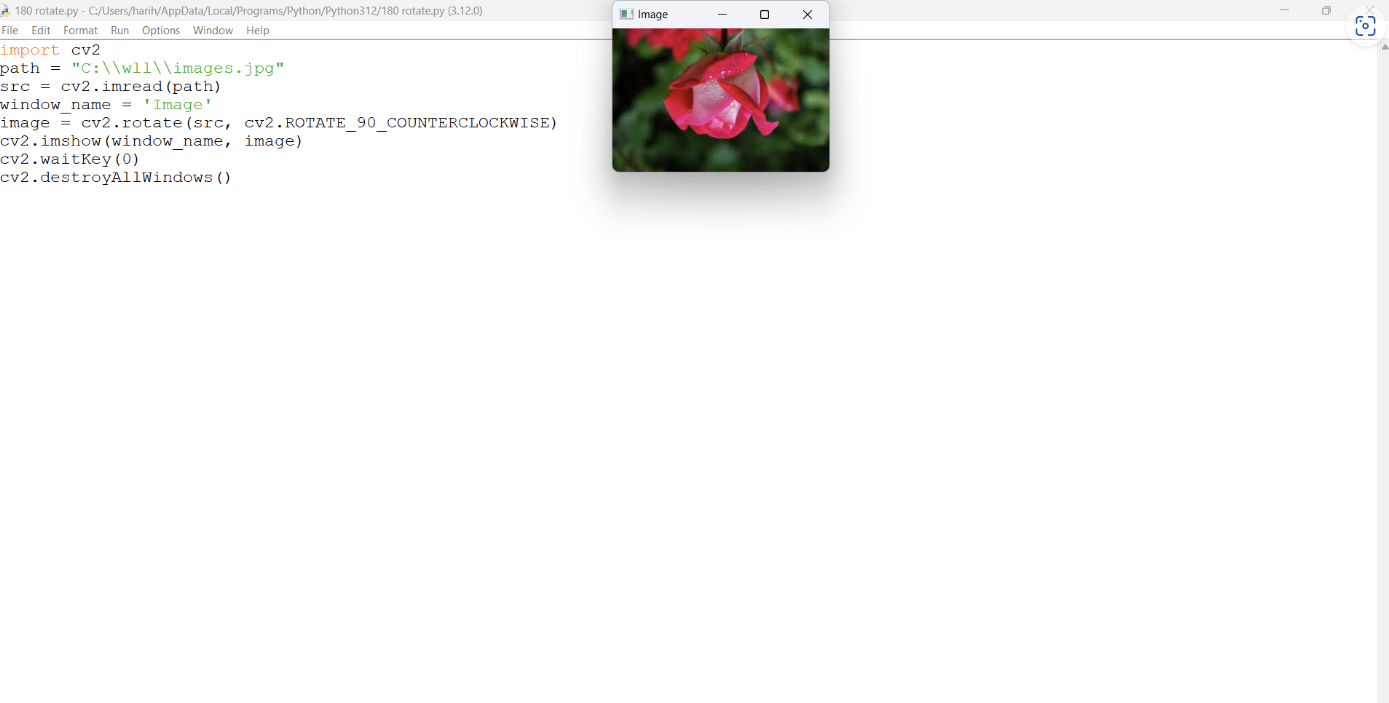 180 rotate.py - C:/Users/harih/AppData/Local/Programs/Python/Python312/180 rotate.py (3.12.0)
Image
File Edit Format Run Options Window Help
import cv2
path = "C:\\wll\\images.jpg"
src = cv2.imread(path)
window_name = 'Image'
image = cv2.rotate(src, cv2.ROTATE_90_COUNTERCLOCKWISE)
cv2.imshow(window_name, image)
cv2.waitKey(0)
cv2.destroyAllWindows()